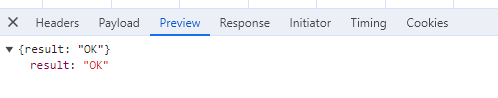 Headers Payload Preview Response Initiator Timing Cookies
{result: "OK"}
result: "OK"